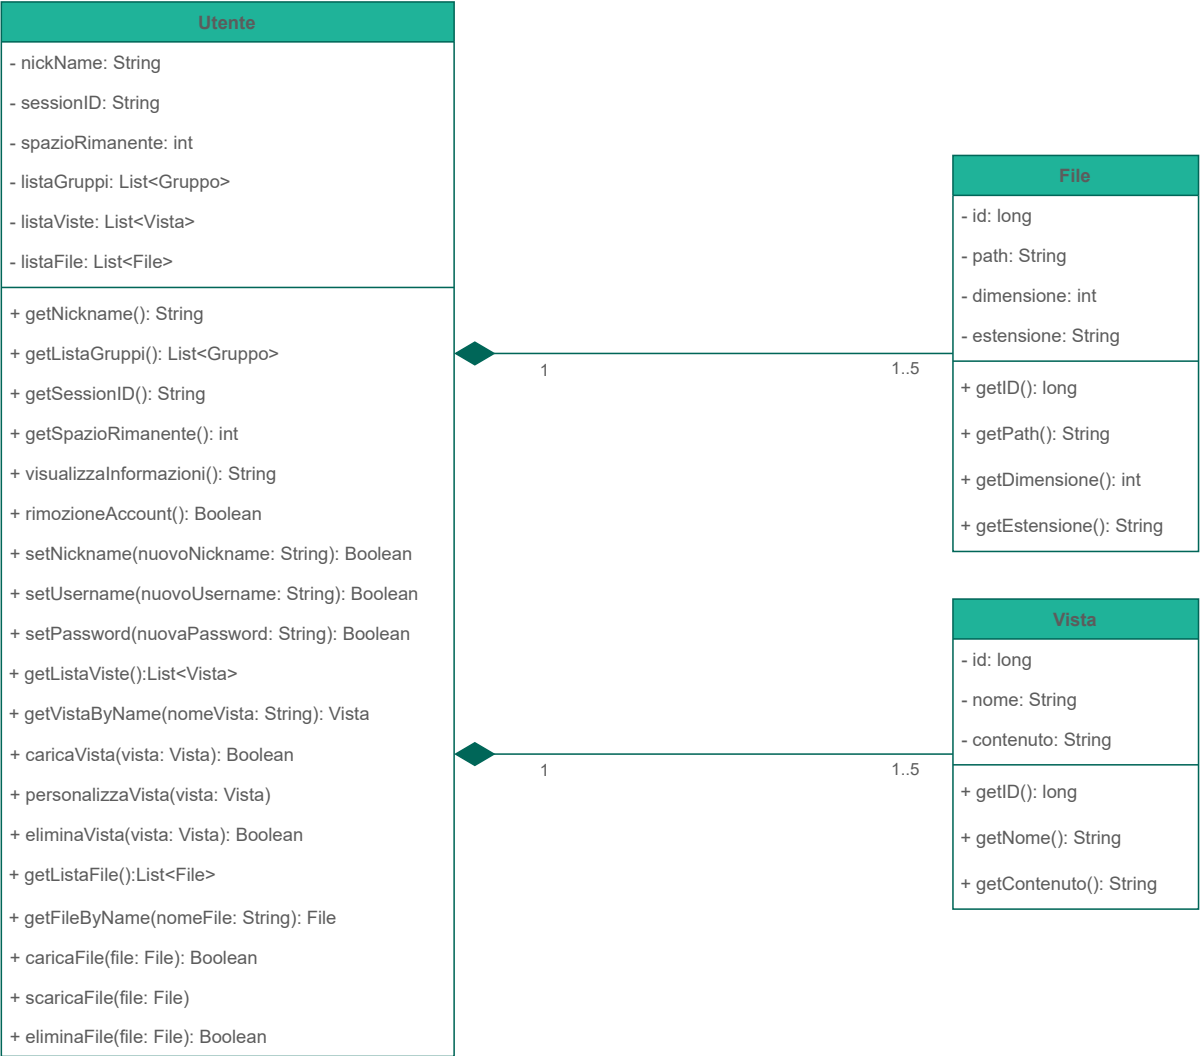 Utente
- nickName: String
- sessionID: String
- spazioRimanente: int
- listaGruppi: List<Gruppo>
- listaViste: List<Vista>
- listaFile: List<File>
+ getNickname(): String
+ getListaGruppi(): List<Gruppo>
+ getSessionID(): String
+ getSpazioRimanente(): int
+ visualizzaInformazioni(): String
+ rimozioneAccount(): Boolean
+ setNickname(nuovoNickname: String): Boolean
+ setUsername(nuovoUsername: String): Boolean
+ setPassword(nuovaPassword: String): Boolean
+ getListaViste():List<Vista>
+ getVistaByName(nomeVista: String): Vista
+ caricaVista(vista: Vista): Boolean
+ personalizzaVista(vista: Vista)
+ eliminaVista(vista: Vista): Boolean
+ getListaFile():List<File>
+ getFileByName(nomeFile: String): File
+ caricaFile(file: File): Boolean
+ scaricaFile(file: File)
+ eliminaFile(file: File): Boolean
1
1..5
1
1..5
File
- id: long
- path: String
- dimensione: int
- estensione: String
+ getID(): long
+ getPath(): String
+ getDimensione(): int
+ getEstensione(): String
Vista
- id: long
- nome: String
- contenuto: String
+ getID(): long
+ getNome(): String
+ getContenuto(): String